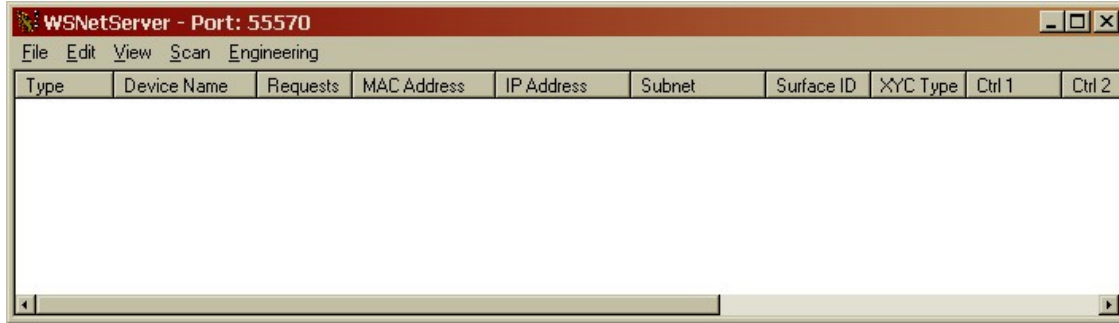 WSNetServer - Port: 55570
File Edit View Scan Engineering
Type Device Name Requests MAC Address IP Address Subnet Surface ID XYC Type Ctrl 1 Ctrl 2